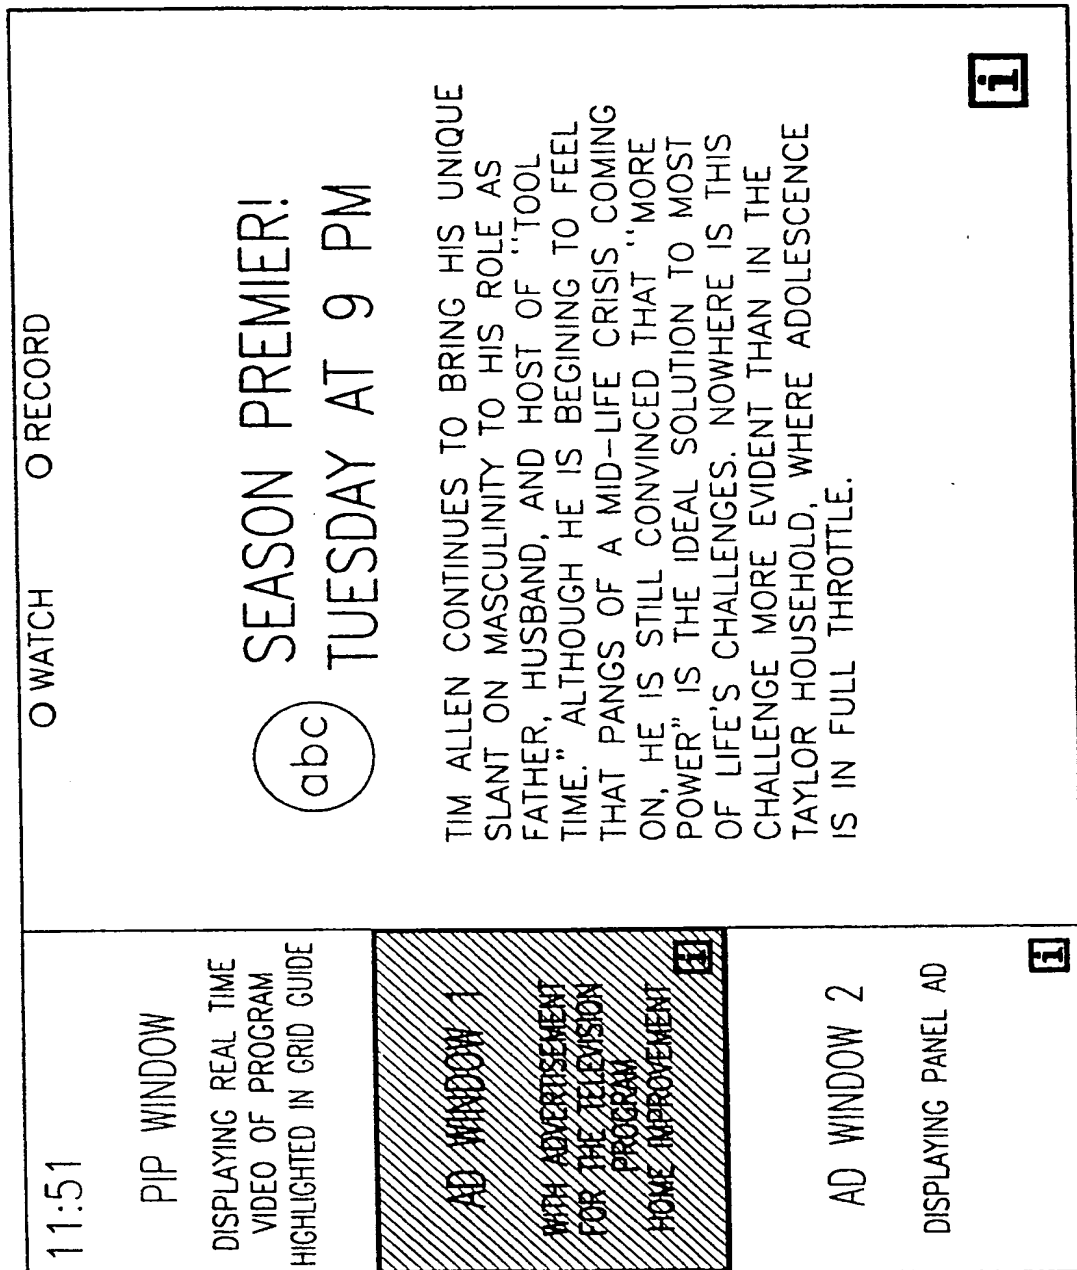 11:51
O WATCH O RECORD
PIP WINDOW
DISPLAYING REAL TIME
VIDEO OF PROGRAM
HIGHLIGHTED IN GRID GUIDE
AD WINDOW 1
WITH ADVERTISEMENT
FOR THE TELEVISION
PROGRAM
HOME IMPROVEMENT
i
AD WINDOW 2
DISPLAYING PANEL AD
i
abc
SEASON PREMIER!
TUESDAY AT 9 PM
TIM ALLEN CONTINUES TO BRING HIS UNIQUE
SLANT ON MASCULINITY TO HIS ROLE AS
FATHER, HUSBAND, AND HOST OF ''TOOL
TIME." ALTHOUGH HE IS BEGINING TO FEEL
THAT PANGS OF A MID-LIFE CRISIS COMING
ON, HE IS STILL CONVINCED THAT ''MORE
POWER" IS THE IDEAL SOLUTION TO MOST
OF LIFE'S CHALLENGES. NOWHERE IS THIS
CHALLENGE MORE EVIDENT THAN IN THE
TAYLOR HOUSEHOLD, WHERE ADOLESCENCE
IS IN FULL THROTTLE.
i